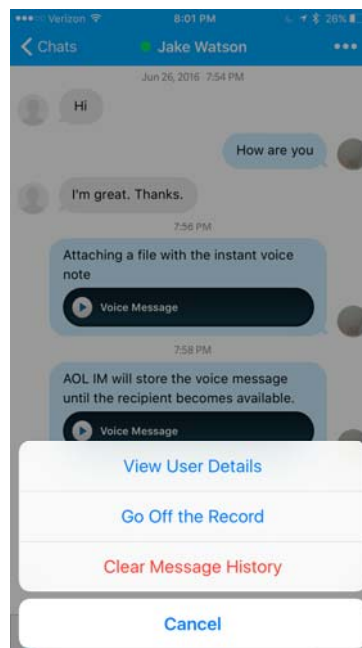 Verizon 8:01 PM 26%
Chats Jake Watson
Jun 26, 2016 7:54 PM
Hi
How are you
I'm great. Thanks.
7:56 PM
Attaching a file with the instant voice
note
Voice Message
7:58 PM
AOL IM will store the voice message
until the recipient becomes available.
Voice Message
View User Details
Go Off the Record
Clear Message History
Cancel